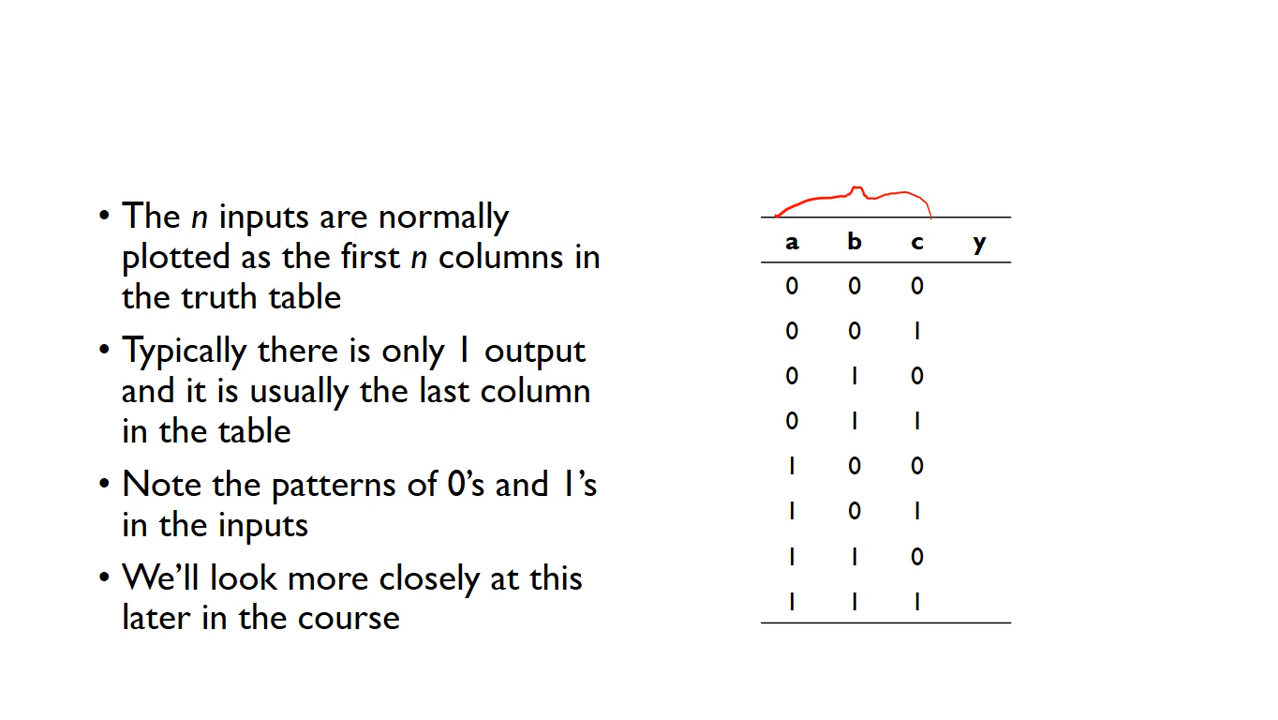 • The n inputs are normally
plotted as the first n columns in
the truth table
• Typically there is only 1 output
and it is usually the last column
in the table
• Note the patterns of 0’s and 1’s
in the inputs
• We’ll look more closely at this
later in the course
a b c y
0 0 0
0 0 1
0 1 0
0 1 1
1 0 0
1 0 1
1 1 0
1 1 1